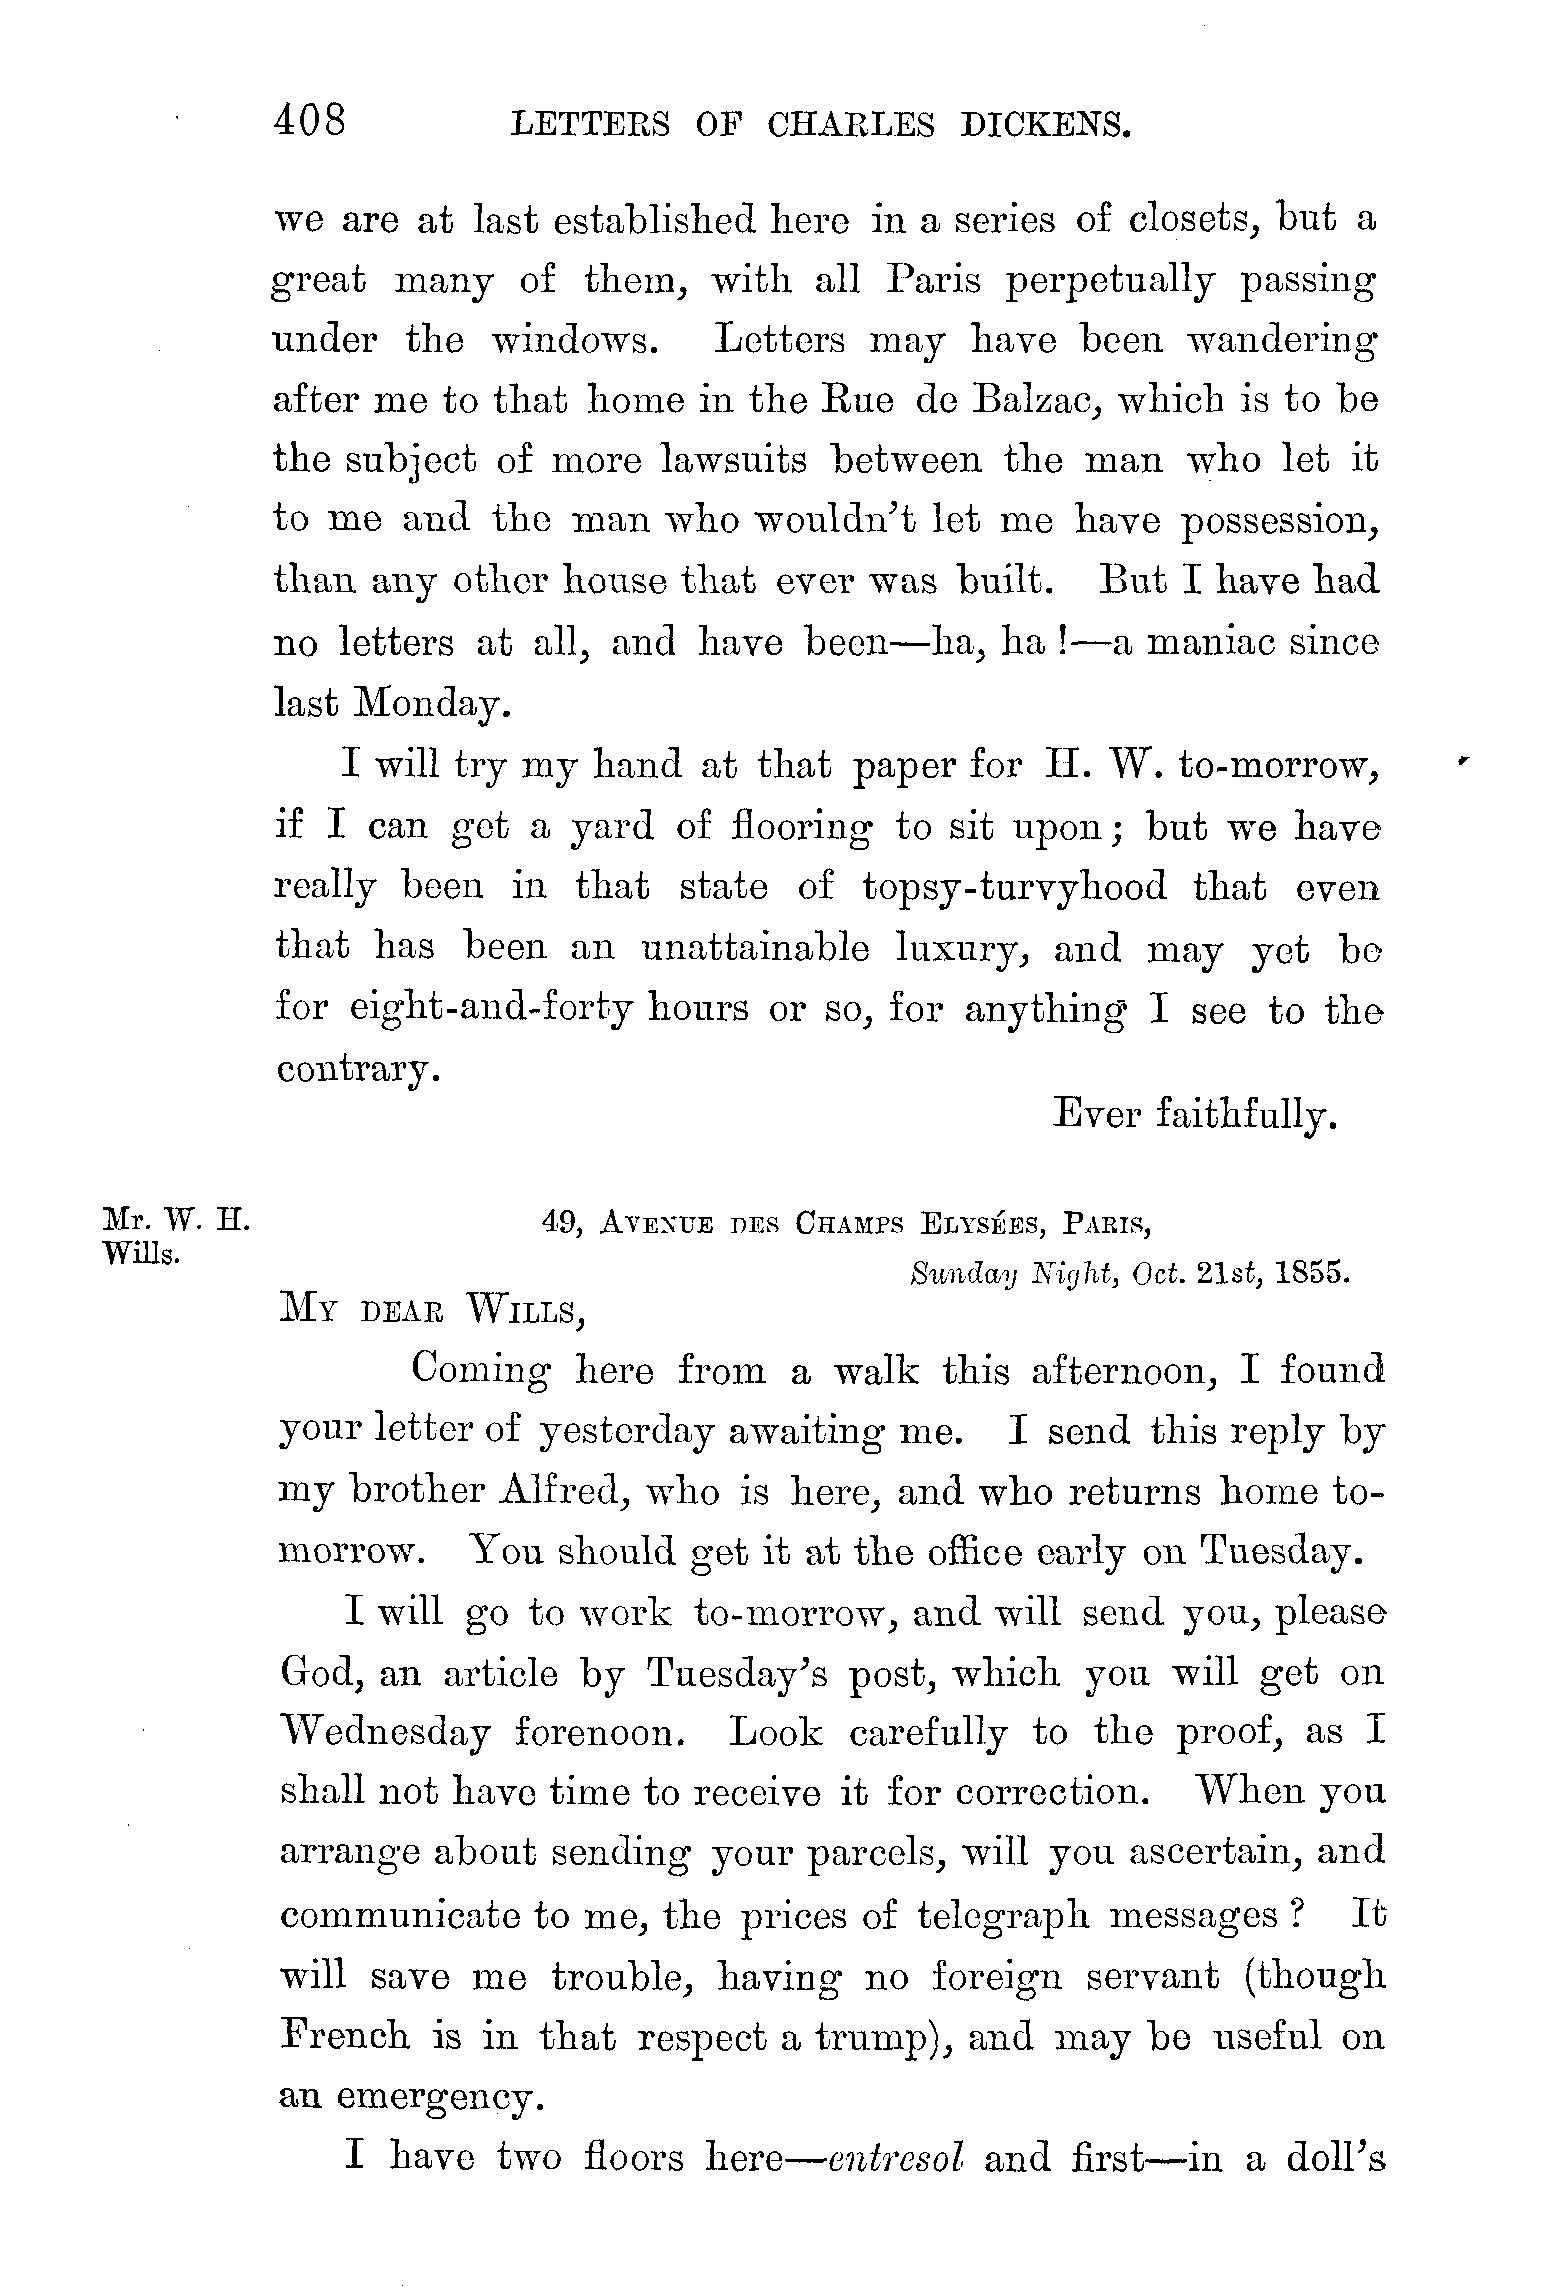 408 LETTERS OF CHARLES DICKENS.
we are at last established here in a series of closets, but a
great many of them, with all Paris perpetually passing
under the windows. Letters may have been wandering
after me to that home in the Rue de Balzac, which is to be
the subject of more lawsuits between the man who let it
to me and the man who wouldn't let me have possession,
than any other house that ever was built. But I have had
no letters at all, and have been—ha, ha!—a maniac since
last Monday.
I will try my hand at that paper for H. W. to-morrow,
if I can get a yard of flooring to sit upon; but we have
really been in that state of topsy-turvyhood that even
that has been an unattainable luxury, and may yet be
for eight-and-forty hours or so, for anything I see to the
contrary.
Ever faithfully.
Mr. W. H.
Wills.
49, AVENUE DES CHAMPS ELYSÉES, PARIS,
Sunday Night, Oct. 21st, 1855.
MY DEAR WILLS,
Coming here from a walk this afternoon, I found
your letter of yesterday awaiting me. I send this reply by
my brother Alfred, who is here, and who returns home to-
morrow. You should get it at the office early on Tuesday.
I will go to work to-morrow, and will send you, please
God, an article by Tuesday's post, which you will get on
Wednesday forenoon. Look carefully to the proof, as I
shall not have time to receive it for correction. When you
arrange about sending your parcels, will you ascertain, and
communicate to me, the prices of telegraph messages? It
will save me trouble, having no foreign servant (though
French is in that respect a trump), and may be useful on
an emergency.
I have two floors here—entresol and first—in a doll's